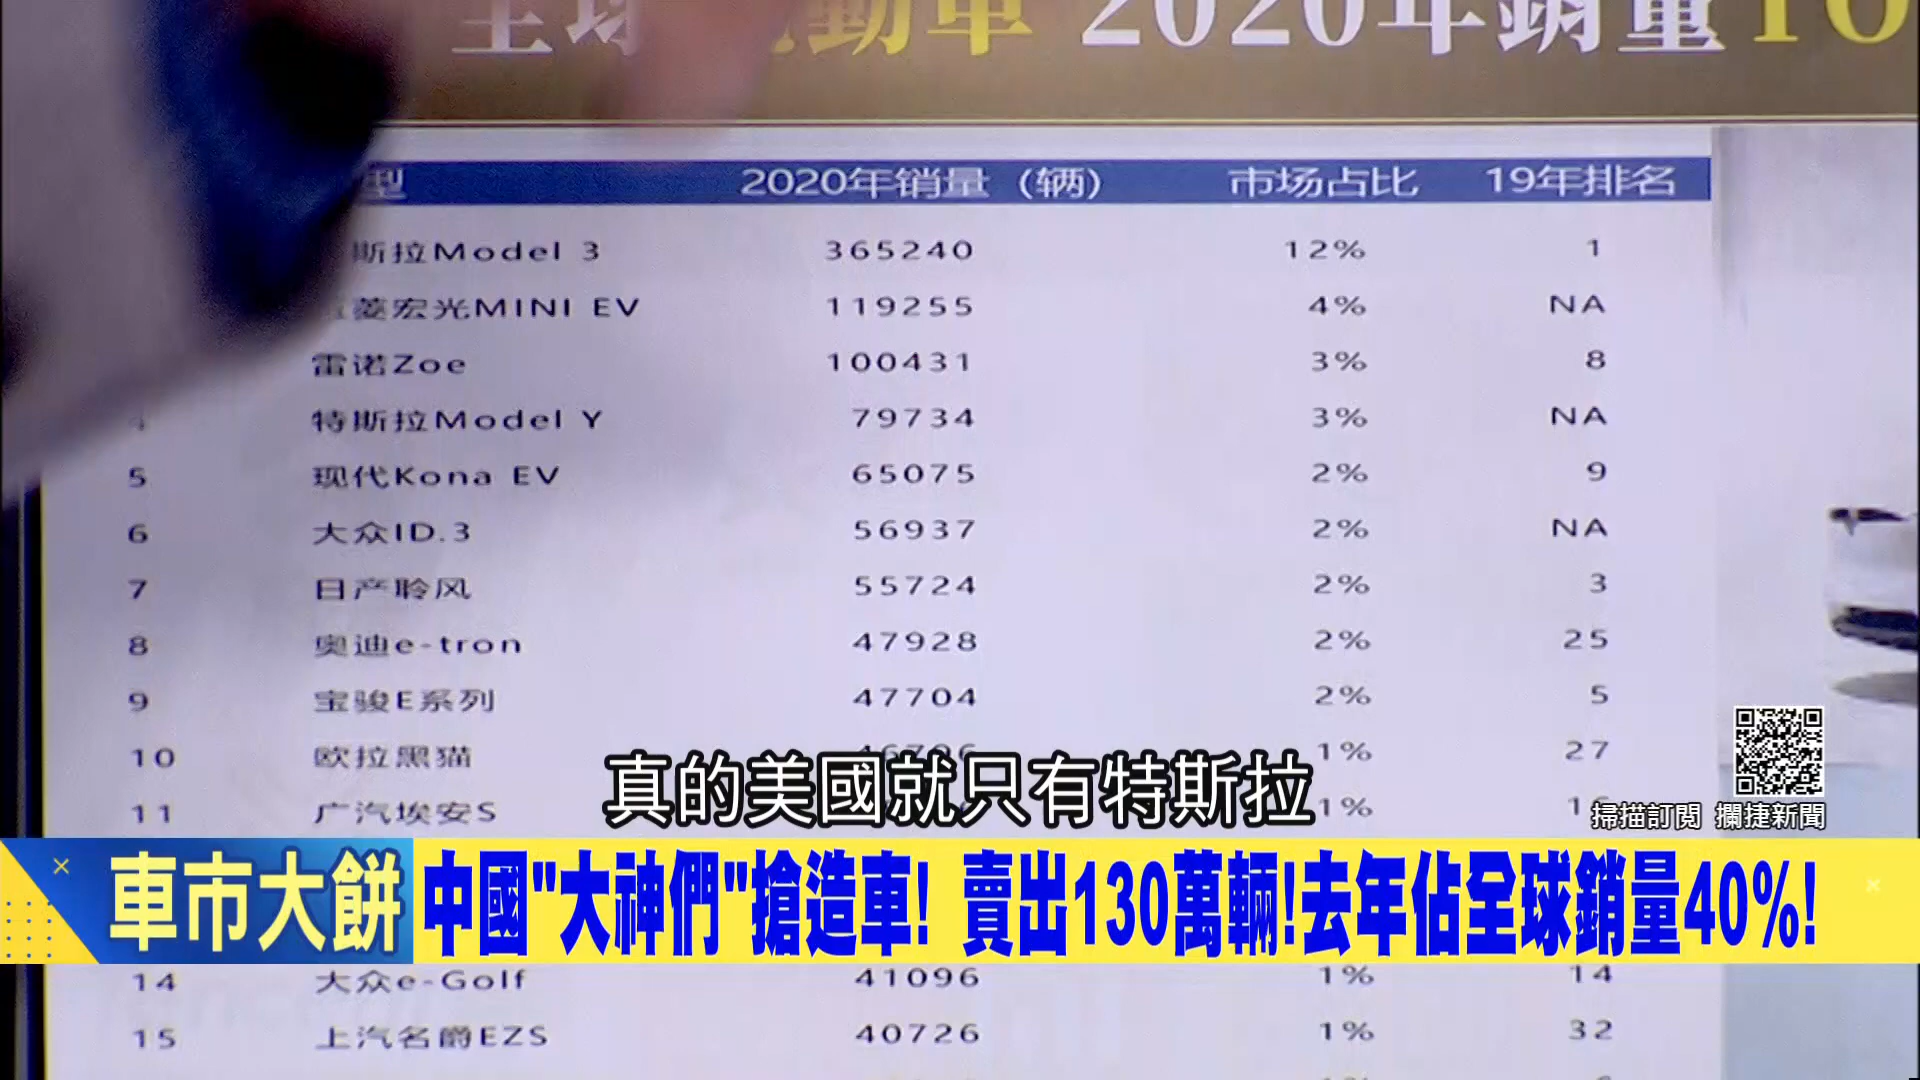 全球電動車 2020年銷量TO
型 2020年销量（辆） 市场占比 19年排名
斯拉Model 3 365240 12% 1
菱宏光MINI EV 119255 4% NA
雷诺Zoe 100431 3% 8
4 特斯拉Model Y 79734 3% NA
5 现代Kona EV 65075 2% 9
6 大众ID.3 56937 2% NA
7 日产聆风 55724 2% 3
8 奥迪e-tron 47928 2% 25
9 宝骏E系列 47704 2% 5
10 欧拉黑猫 1% 27
真的美國就只有特斯拉
11 广汽埃安S 1%
掃描訂閱 攔捷新聞
車市大餅 中國"大神們"搶造車! 賣出130萬輛!去年佔全球銷量40%!
14 大众e-Golf 41096 1% 14
15 上汽名爵EZS 40726 1% 32